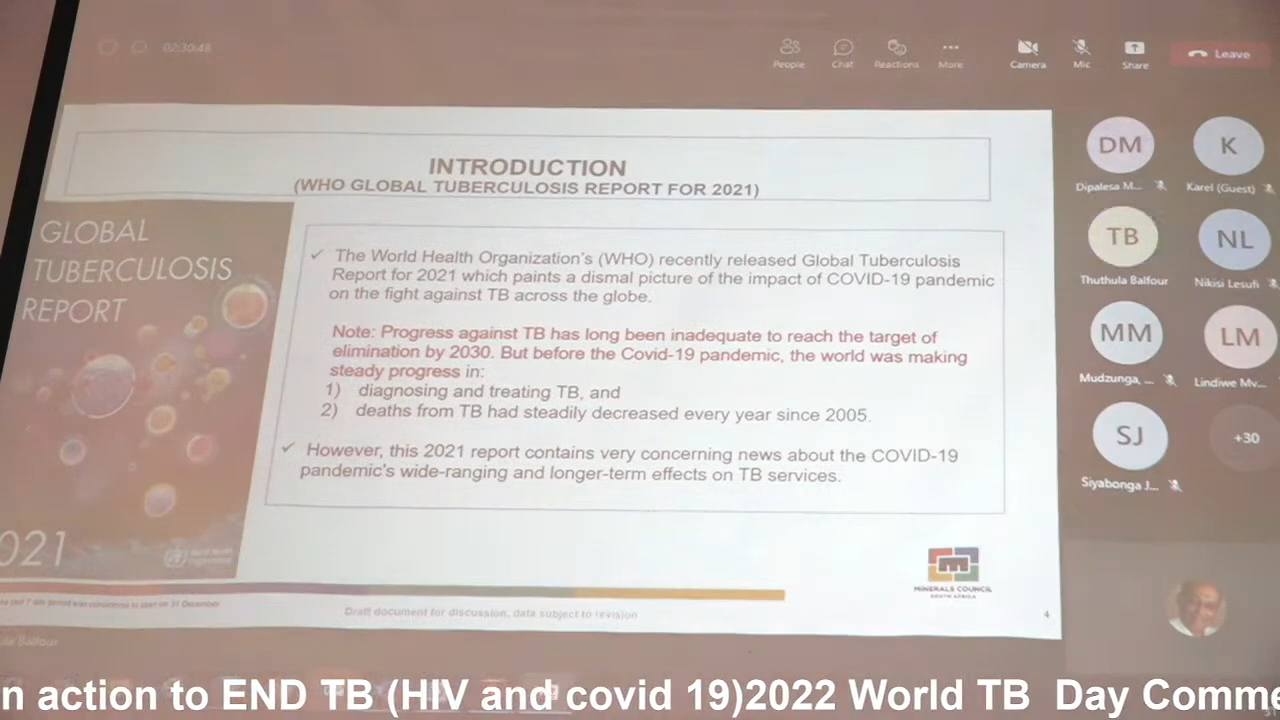 02:30:48
People
Chat
Reactions
More
Camera
Mic
Share
Leave
INTRODUCTION
(WHO GLOBAL TUBERCULOSIS REPORT FOR 2021)
GLOBAL
TUBERCULOSIS
REPORT
021
✓ The World Health Organization's (WHO) recently released Global Tuberculosis
Report for 2021 which paints a dismal picture of the impact of COVID-19 pandemic
on the fight against TB across the globe.
Note: Progress against TB has long been inadequate to reach the target of
elimination by 2030. But before the Covid-19 pandemic, the world was making
steady progress in:
1) diagnosing and treating TB, and
2) deaths from TB had steadily decreased every year since 2005.
✓ However, this 2021 report contains very concerning news about the COVID-19
pandemic's wide-ranging and longer-term effects on TB services.
MINERALS COUNCIL
SOUTH AFRICA
Draft document for discussion, data subject to revision
4
DM
Dipalesa M...
K
Karel (Guest)
TB
Thuthula Balfour
NL
Nikisi Lesufi
MM
Mudzunga, ...
LM
Lindiwe Mv...
SJ
Siyabonga J...
+30
Balfour
n action to END TB (HIV and covid 19)2022 World TB Day Comme